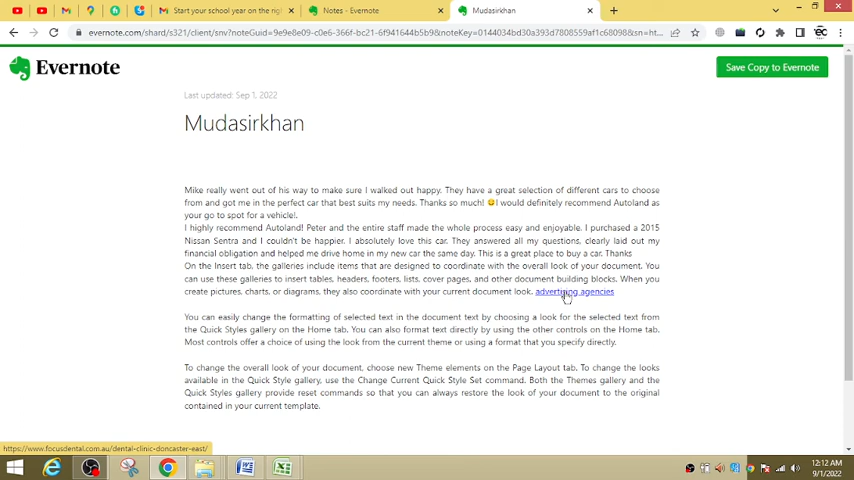 Start your school year on the rig
Notes - Evernote
Mudasirkhan
evernote.com/shard/s321/client/snv?noteGuid=9e9e8e09-c0e6-366f-bc21-6f941644b5b98&noteKey=0144034bd30a393d7808559af1c68098&sn=ht...
Evernote
Save Copy to Evernote
Last updated: Sep 1, 2022
Mudasirkhan
Mike really went out of his way to make sure I walked out happy. They have a great selection of different cars to choose
from and got me in the perfect car that best suits my needs. Thanks so much! 😀I would definitely recommend Autoland as
your go to spot for a vehicle!.
I highly recommend Autoland! Peter and the entire staff made the whole process easy and enjoyable. I purchased a 2015
Nissan Sentra and I couldn't be happier. I absolutely love this car. They answered all my questions, clearly laid out my
financial obligation and helped me drive home in my new car the same day. This is a great place to buy a car. Thanks
On the Insert tab, the galleries include items that are designed to coordinate with the overall look of your document. You
can use these galleries to insert tables, headers, footers, lists, cover pages, and other document building blocks. When you
create pictures, charts, or diagrams, they also coordinate with your current document look. advertising agencies
You can easily change the formatting of selected text in the document text by choosing a look for the selected text from
the Quick Styles gallery on the Home tab. You can also format text directly by using the other controls on the Home tab.
Most controls offer a choice of using the look from the current theme or using a format that you specify directly.
To change the overall look of your document, choose new Theme elements on the Page Layout tab. To change the looks
available in the Quick Style gallery, use the Change Current Quick Style Set command. Both the Themes gallery and the
Quick Styles gallery provide reset commands so that you can always restore the look of your document to the original
contained in your current template.
https://www.focusdental.com.au/dental-clinic-doncaster-east/
12:12 AM
9/1/2022